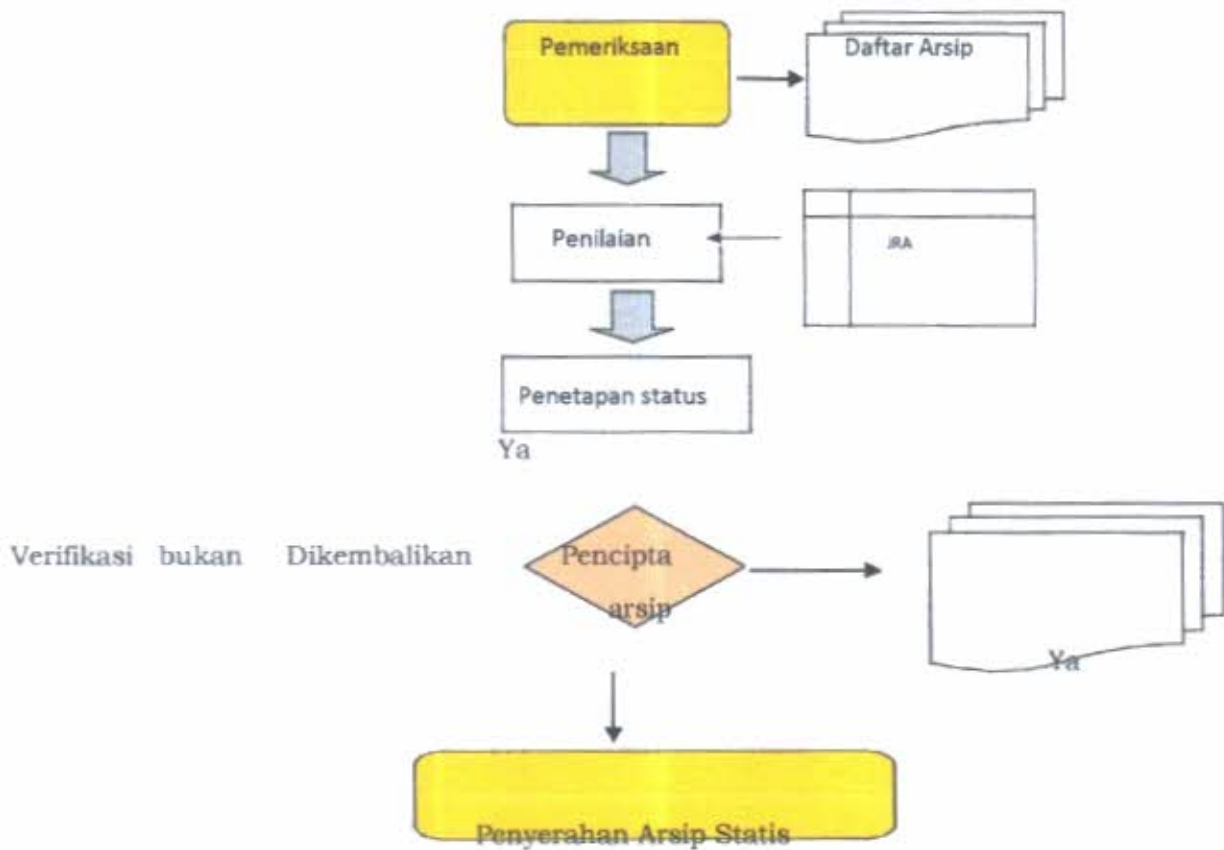 Pemeriksaan
Daftar Arsip
Penilaian
JRA
Penetapan status
Ya
Verifikasi bukan Dikembalikan Pencipta
arsip
Ya
Penyerahan Arsip Statis